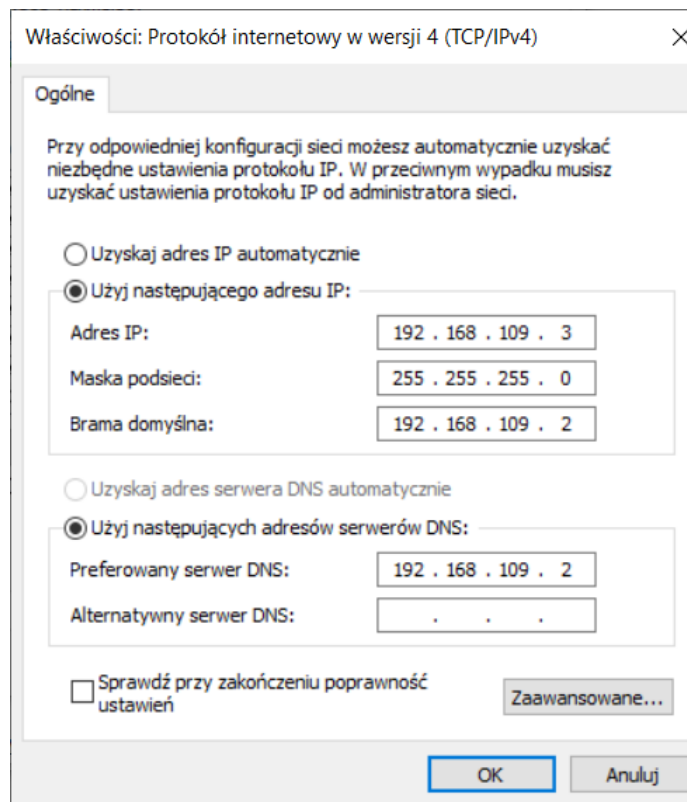 Właściwości: Protokół internetowy w wersji 4 (TCP/IPv4)
Ogólne
Przy odpowiedniej konfiguracji sieci możesz automatycznie uzyskać
niezbędne ustawienia protokołu IP. W przeciwnym wypadku musisz
uzyskać ustawienia protokołu IP od administratora sieci.
Uzyskaj adres IP automatycznie
Użyj następującego adresu IP:
Adres IP: 192 . 168 . 109 . 3
Maska podsieci: 255 . 255 . 255 . 0
Brama domyślna: 192 . 168 . 109 . 2
Uzyskaj adres serwera DNS automatycznie
Użyj następujących adresów serwerów DNS:
Preferowany serwer DNS: 192 . 168 . 109 . 2
Alternatywny serwer DNS: . . .
Sprawdź przy zakończeniu poprawność
ustawień
Zaawansowane...
OK Anuluj